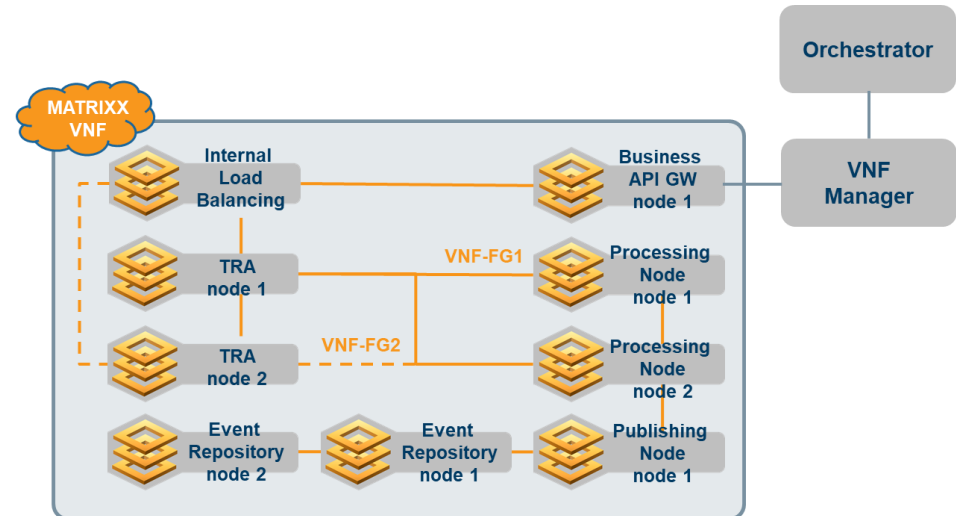 Orchestrator
MATRIXX
VNF
VNF
Manager
Internal
Load
Balancing
Business
API GW
node 1
TRA
node 1
VNF-FG1
Processing
Node
node 1
TRA
node 2
VNF-FG2
Processing
Node
node 2
Event
Repository
node 2
Event
Repository
node 1
Publishing
Node
node 1